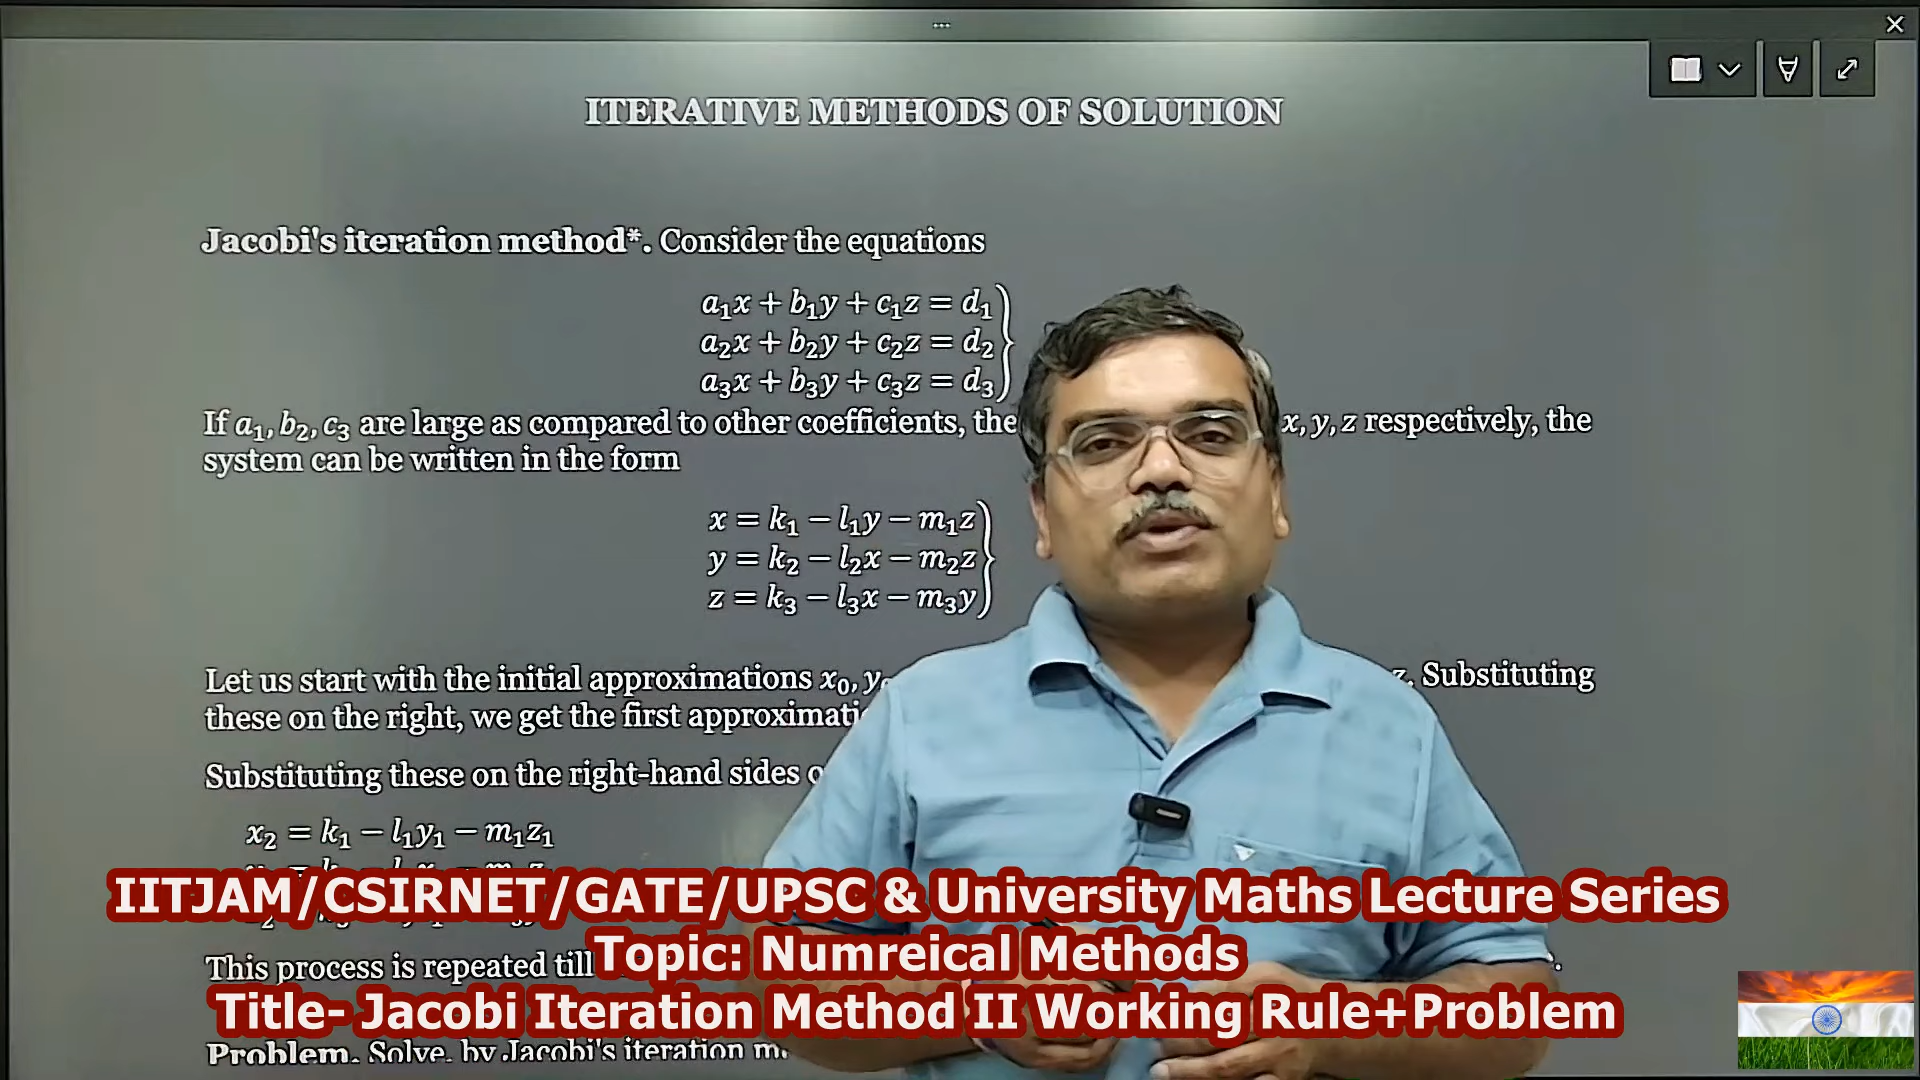 ITERATIVE METHODS OF SOLUTION
Jacobi's iteration method*. Consider the equations
a₁x + b₁y + c₁z = d₁
a₂x + b₂y + c₂z = d₂
a₃x + b₃y + c₃z = d₃
If a₁, b₂, c₃ are large as compared to other coefficients, the x, y, z respectively, the
system can be written in the form
x = k₁ − l₁y − m₁z
y = k₂ − l₂x − m₂z
z = k₃ − l₃x − m₃y
Let us start with the initial approximations x₀, z. Substituting
these on the right, we get the first
Substituting these on the right-hand sides
x₂ = k₁ − l₁y₁ − m₁z₁
IITJAM/CSIRNET/GATE/UPSC & University Maths Lecture Series
This process is repeated till
Topic: Numreical Methods
Title- Jacobi Iteration Method II Working Rule+Problem
Problem. Solve, by Jacobi's iteration